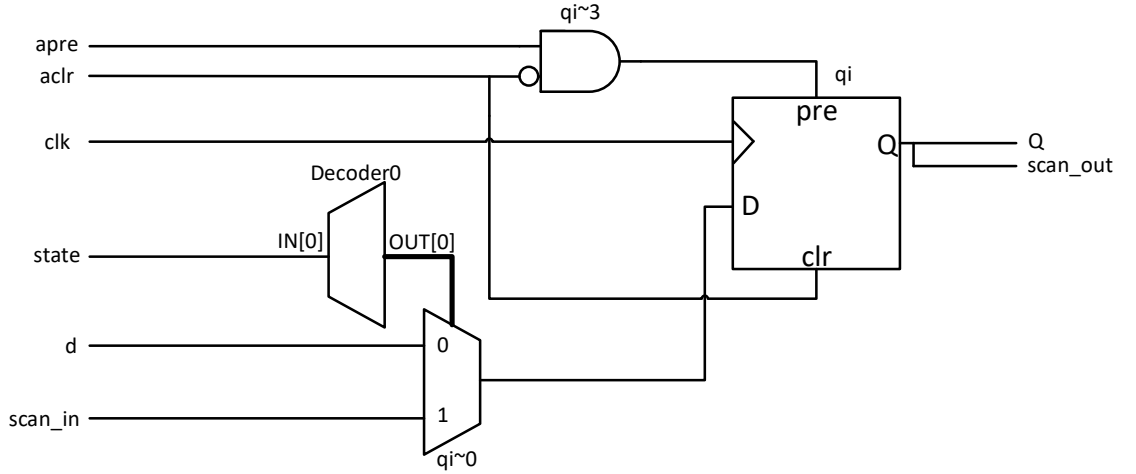 qi~3
apre
aclr
qi
pre
clk
Q
Q
scan_out
Decoder0
D
IN[0]
OUT[0]
state
clr
d
0
scan_in
1
qi~0